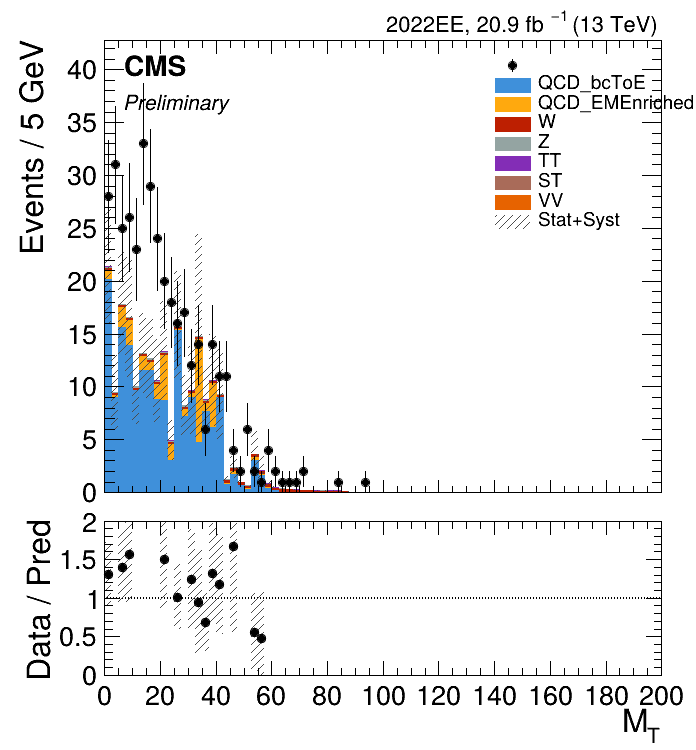 2022EE, 20.9 fb⁻¹ (13 TeV)
CMS
Preliminary
QCD_bcToE
QCD_EMEnriched
W
Z
TT
ST
VV
Stat+Syst
Events / 5 GeV
40
35
30
25
20
15
10
5
0
Data / Pred
2
1.5
1
0.5
0
0 20 40 60 80 100 120 140 160 180 200
M_T